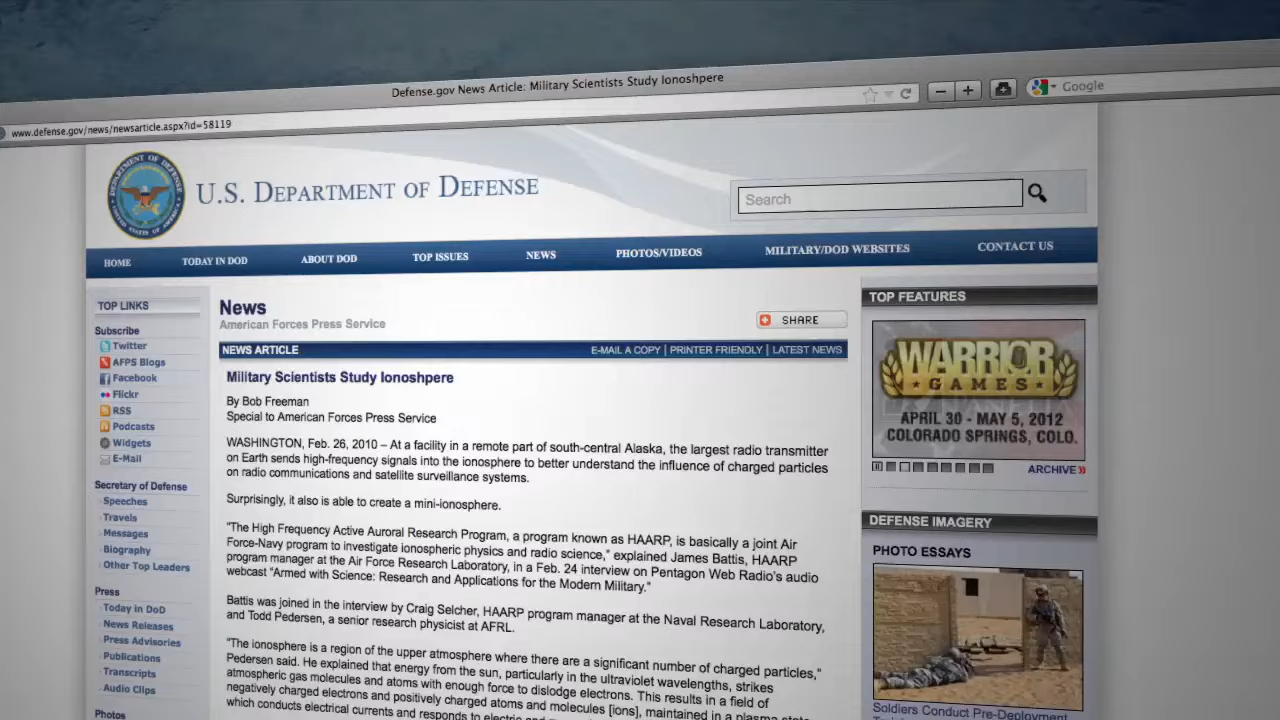 Defense.gov News Article: Military Scientists Study Ionoshpere
www.defense.gov/news/newsarticle.aspx?id=58119
Google
DEPARTMENT OF DEFENSE
U.S. DEPARTMENT OF DEFENSE
Search
HOME
TODAY IN DOD
ABOUT DOD
TOP ISSUES
NEWS
PHOTOS/VIDEOS
MILITARY/DOD WEBSITES
CONTACT US
TOP LINKS
Subscribe
Twitter
AFPS Blogs
Facebook
Flickr
RSS
Podcasts
Widgets
E-Mail
Secretary of Defense
Speeches
Travels
Messages
Biography
Other Top Leaders
Press
Today in DoD
News Releases
Press Advisories
Publications
Transcripts
Audio Clips
Photos
News
American Forces Press Service
SHARE
NEWS ARTICLE
E-MAIL A COPY | PRINTER FRIENDLY | LATEST NEWS
Military Scientists Study Ionoshpere
By Bob Freeman
Special to American Forces Press Service
WASHINGTON, Feb. 26, 2010 – At a facility in a remote part of south-central Alaska, the largest radio transmitter
on Earth sends high-frequency signals into the ionosphere to better understand the influence of charged particles
on radio communications and satellite surveillance systems.
Surprisingly, it also is able to create a mini-ionosphere.
"The High Frequency Active Auroral Research Program, a program known as HAARP, is basically a joint Air
Force-Navy program to investigate ionospheric physics and radio science," explained James Battis, HAARP
program manager at the Air Force Research Laboratory, in a Feb. 24 interview on Pentagon Web Radio's audio
webcast "Armed with Science: Research and Applications for the Modern Military."
Battis was joined in the interview by Craig Selcher, HAARP program manager at the Naval Research Laboratory,
and Todd Pedersen, a senior research physicist at AFRL.
"The ionosphere is a region of the upper atmosphere where there are a significant number of charged particles,"
Pedersen said. He explained that energy from the sun, particularly in the ultraviolet wavelengths, strikes
atmospheric gas molecules and atoms with enough force to dislodge electrons. This results in a field of
negatively charged electrons and positively charged atoms and molecules [ions], maintained in a plasma state
which conducts electrical currents and responds to electric and
TOP FEATURES
WARRIOR
GAMES
APRIL 30 - MAY 5, 2012
COLORADO SPRINGS, COLO.
ARCHIVE
DEFENSE IMAGERY
PHOTO ESSAYS
Soldiers Conduct Pre-Deployment